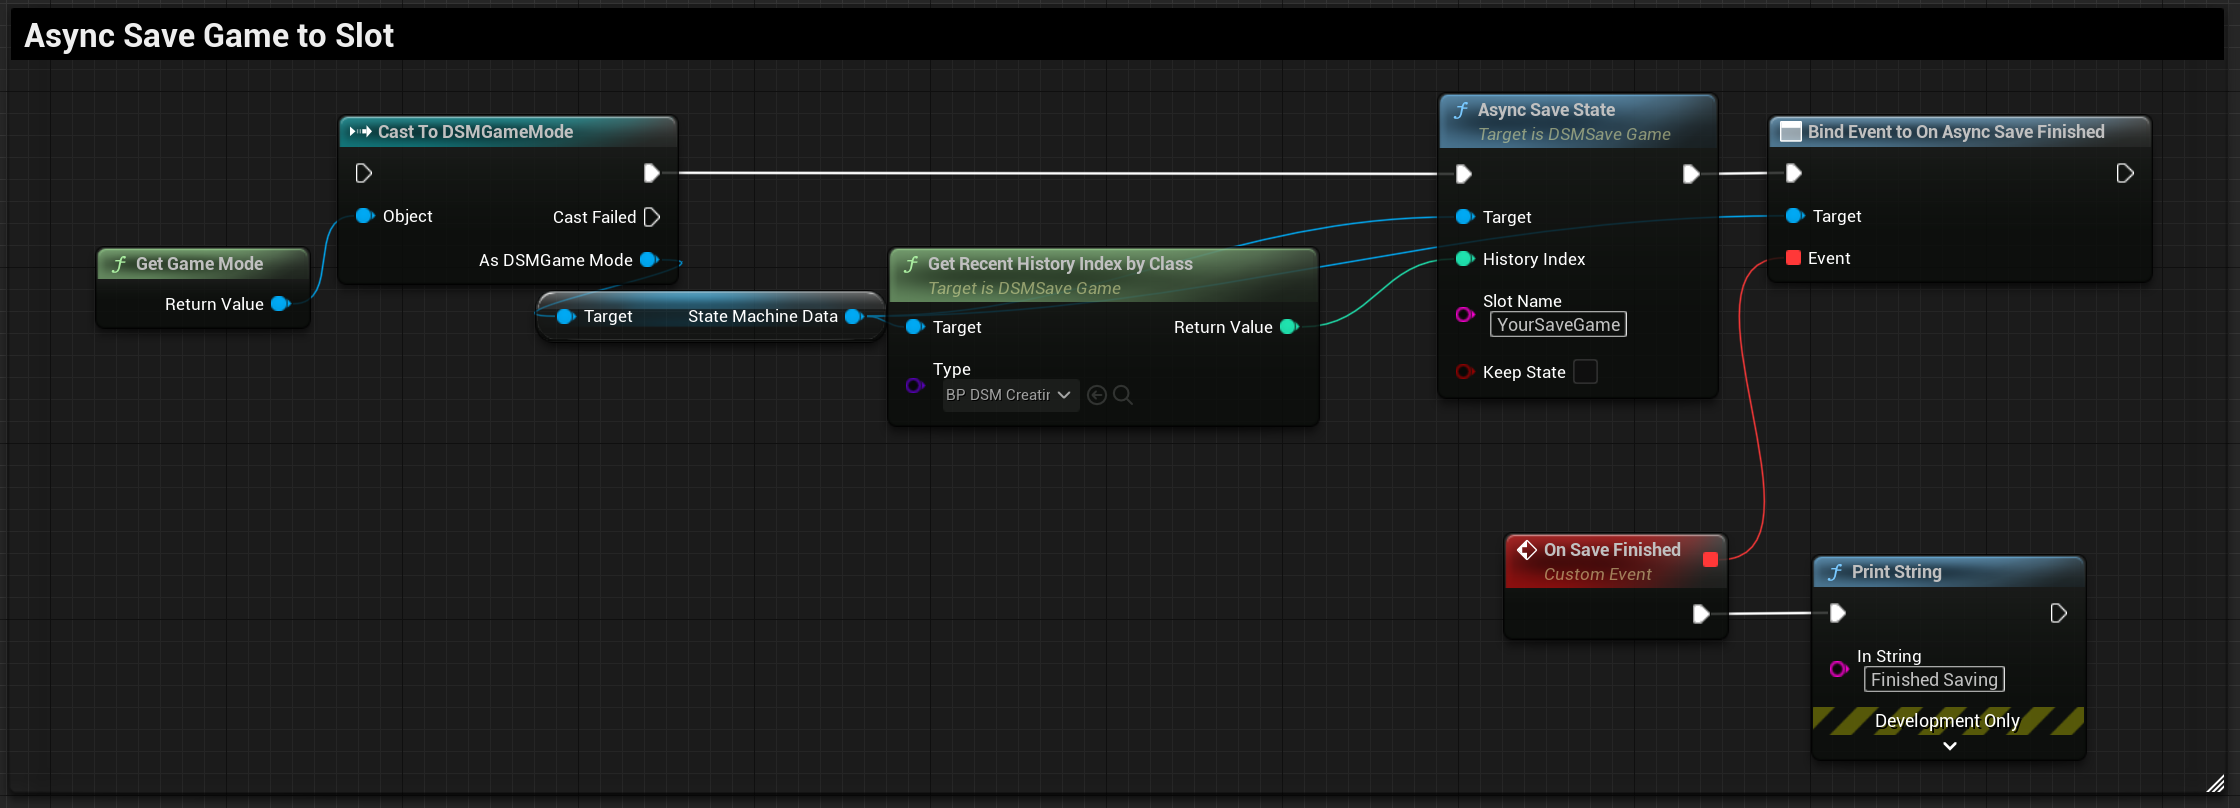 Async Save Game to Slot
Cast To DSMGameMode
Object
Cast Failed
As DSMGame Mode
Get Game Mode
Return Value
Target
State Machine Data
Get Recent History Index by Class
Target is DSMSave Game
Target
Return Value
Type
BP DSM Creatir
Async Save State
Target is DSMSave Game
Target
History Index
Slot Name
YourSaveGame
Keep State
Bind Event to On Async Save Finished
Target
Event
On Save Finished
Custom Event
Print String
In String
Finished Saving
Development Only